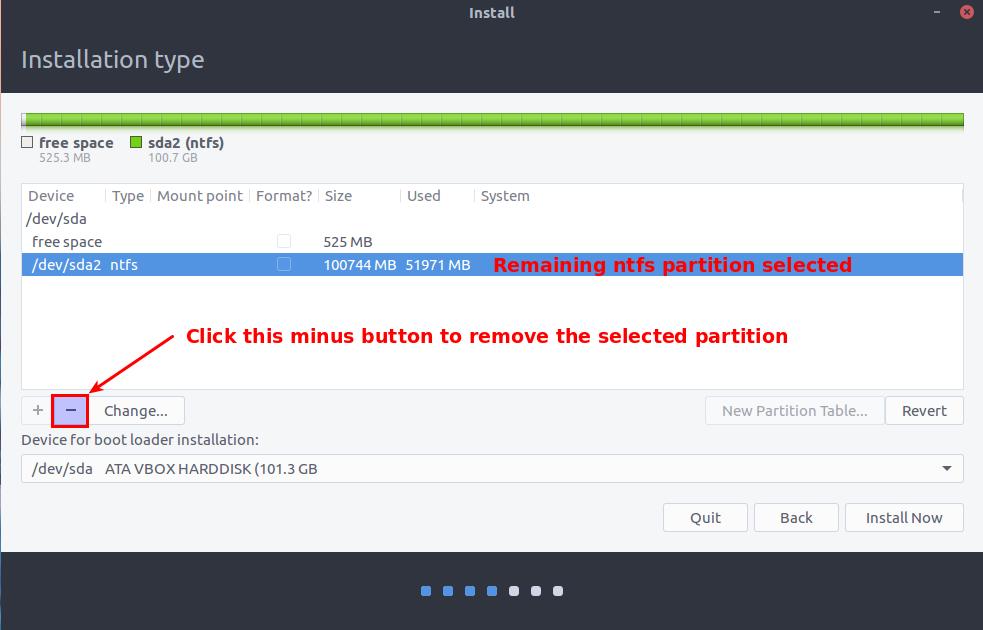 Install
Installation type
free space sda2 (ntfs)
525.3 MB 100.7 GB
Device Type Mount point Format? Size Used System
/dev/sda
free space 525 MB
/dev/sda2 ntfs 100744 MB 51971 MB Remaining ntfs partition selected
Click this minus button to remove the selected partition
+ − Change... New Partition Table... Revert
Device for boot loader installation:
/dev/sda ATA VBOX HARDDISK (101.3 GB
Quit Back Install Now